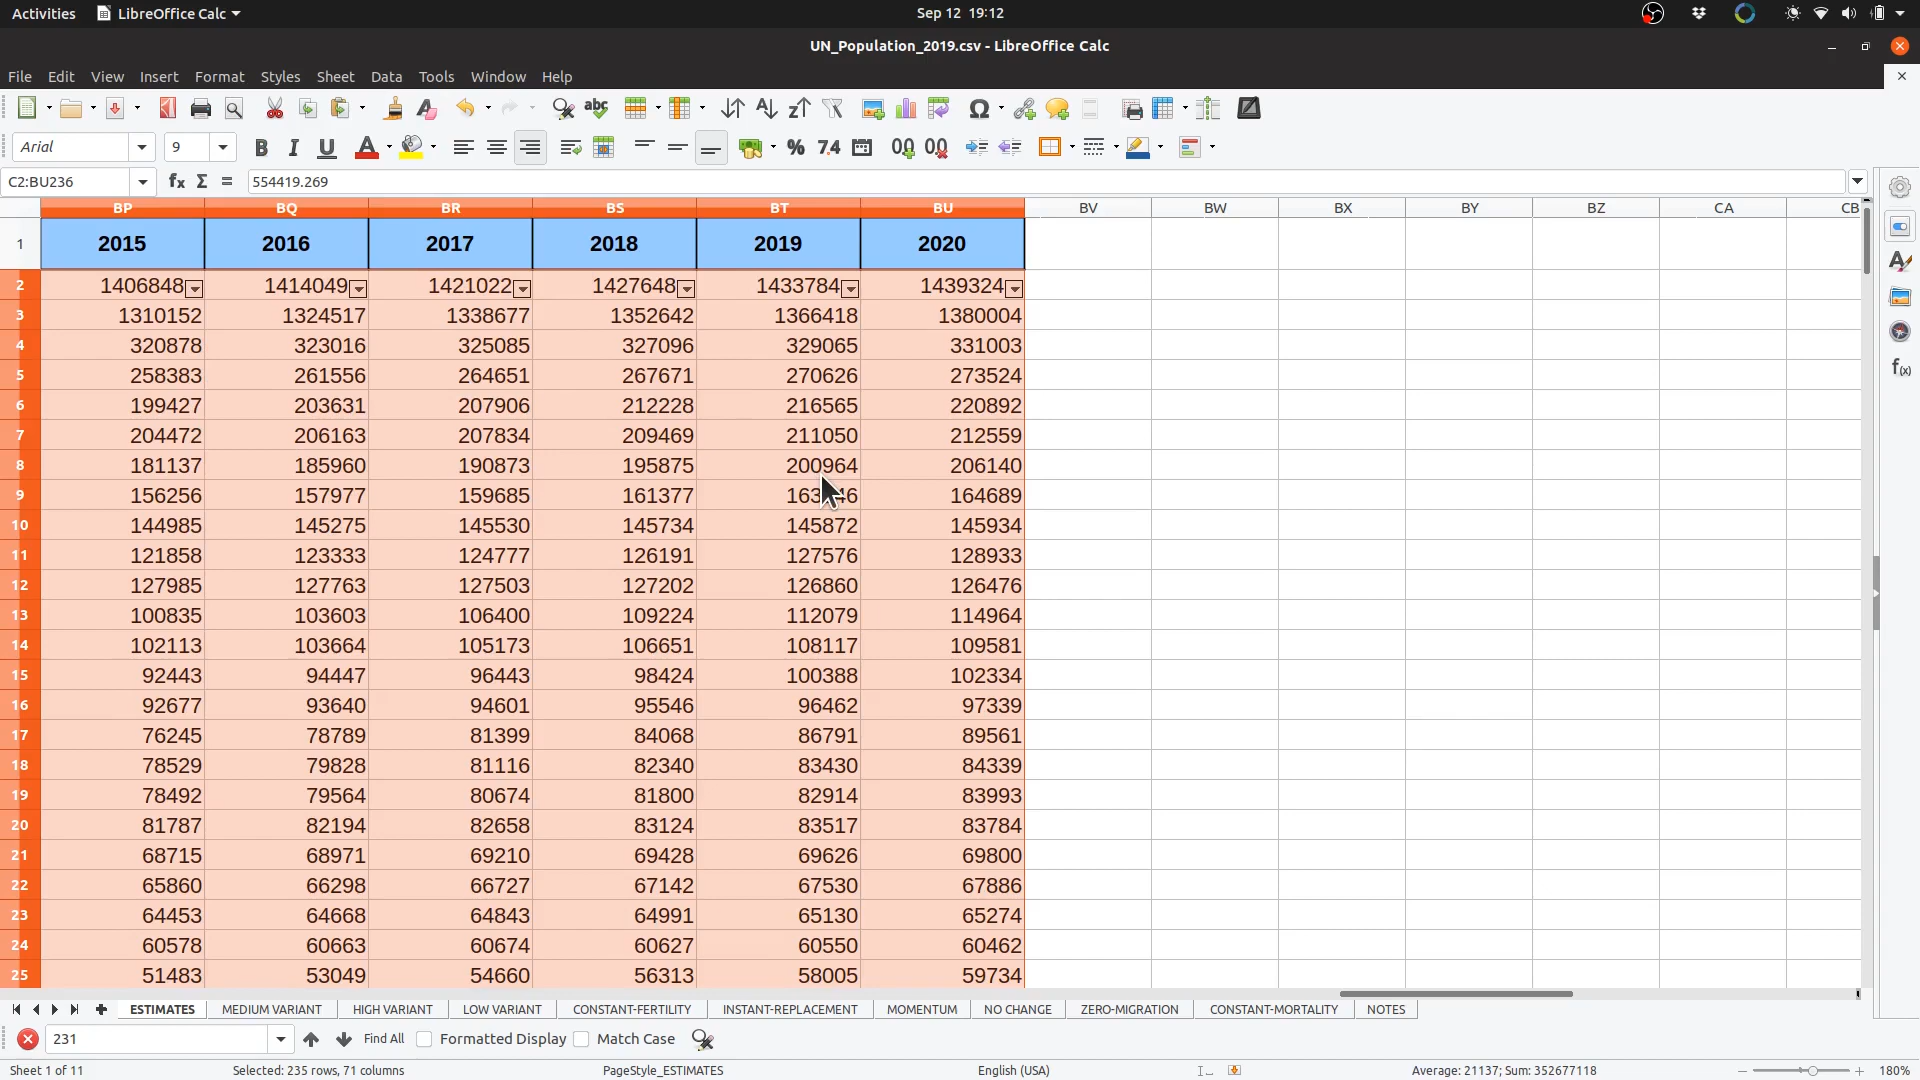 Activities LibreOffice Calc Sep 12 19:12
UN_Population_2019.csv - LibreOffice Calc
File Edit View Insert Format Styles Sheet Data Tools Window Help
Arial 9
C2:BU236 554419.269
BP BQ BR BS BT BU BV BW BX BY BZ CA CB
1 2015 2016 2017 2018 2019 2020
2 1406848 1414049 1421022 1427648 1433784 1439324
3 1310152 1324517 1338677 1352642 1366418 1380004
4 320878 323016 325085 327096 329065 331003
5 258383 261556 264651 267671 270626 273524
6 199427 203631 207906 212228 216565 220892
7 204472 206163 207834 209469 211050 212559
8 181137 185960 190873 195875 200964 206140
9 156256 157977 159685 161377 164689
10 144985 145275 145530 145734 145872 145934
11 121858 123333 124777 126191 127576 128933
12 127985 127763 127503 127202 126860 126476
13 100835 103603 106400 109224 112079 114964
14 102113 103664 105173 106651 108117 109581
15 92443 94447 96443 98424 100388 102334
16 92677 93640 94601 95546 96462 97339
17 76245 78789 81399 84068 86791 89561
18 78529 79828 81116 82340 83430 84339
19 78492 79564 80674 81800 82914 83993
20 81787 82194 82658 83124 83517 83784
21 68715 68971 69210 69428 69626 69800
22 65860 66298 66727 67142 67530 67886
23 64453 64668 64843 64991 65130 65274
24 60578 60663 60674 60627 60550 60462
25 51483 53049 54660 56313 58005 59734
ESTIMATES MEDIUM VARIANT HIGH VARIANT LOW VARIANT CONSTANT-FERTILITY INSTANT-REPLACEMENT MOMENTUM NO CHANGE ZERO-MIGRATION CONSTANT-MORTALITY NOTES
231 Find All Formatted Display Match Case
Sheet 1 of 11 Selected: 235 rows, 71 columns PageStyle_ESTIMATES English (USA) Average: 21137; Sum: 352677118 180%